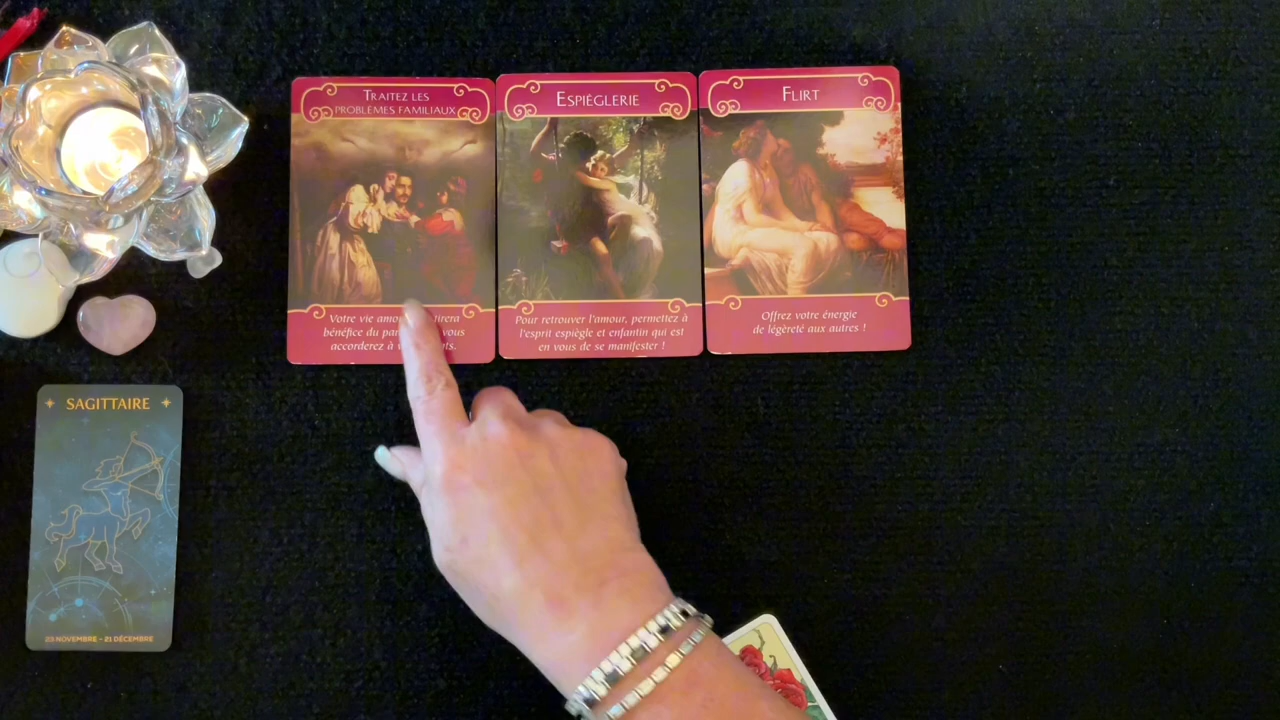 TRAITEZ LES
PROBLÈMES FAMILIAUX
Votre vie tirera
bénéfice du vous
accorderez à
ESPIÈGLERIE
Pour retrouver l'amour, permettez à
l'esprit espiègle et enfantin qui est
en vous de se manifester !
FLIRT
Offrez votre énergie
de légèreté aux autres !
SAGITTAIRE
23 NOVEMBRE - 21 DÉCEMBRE